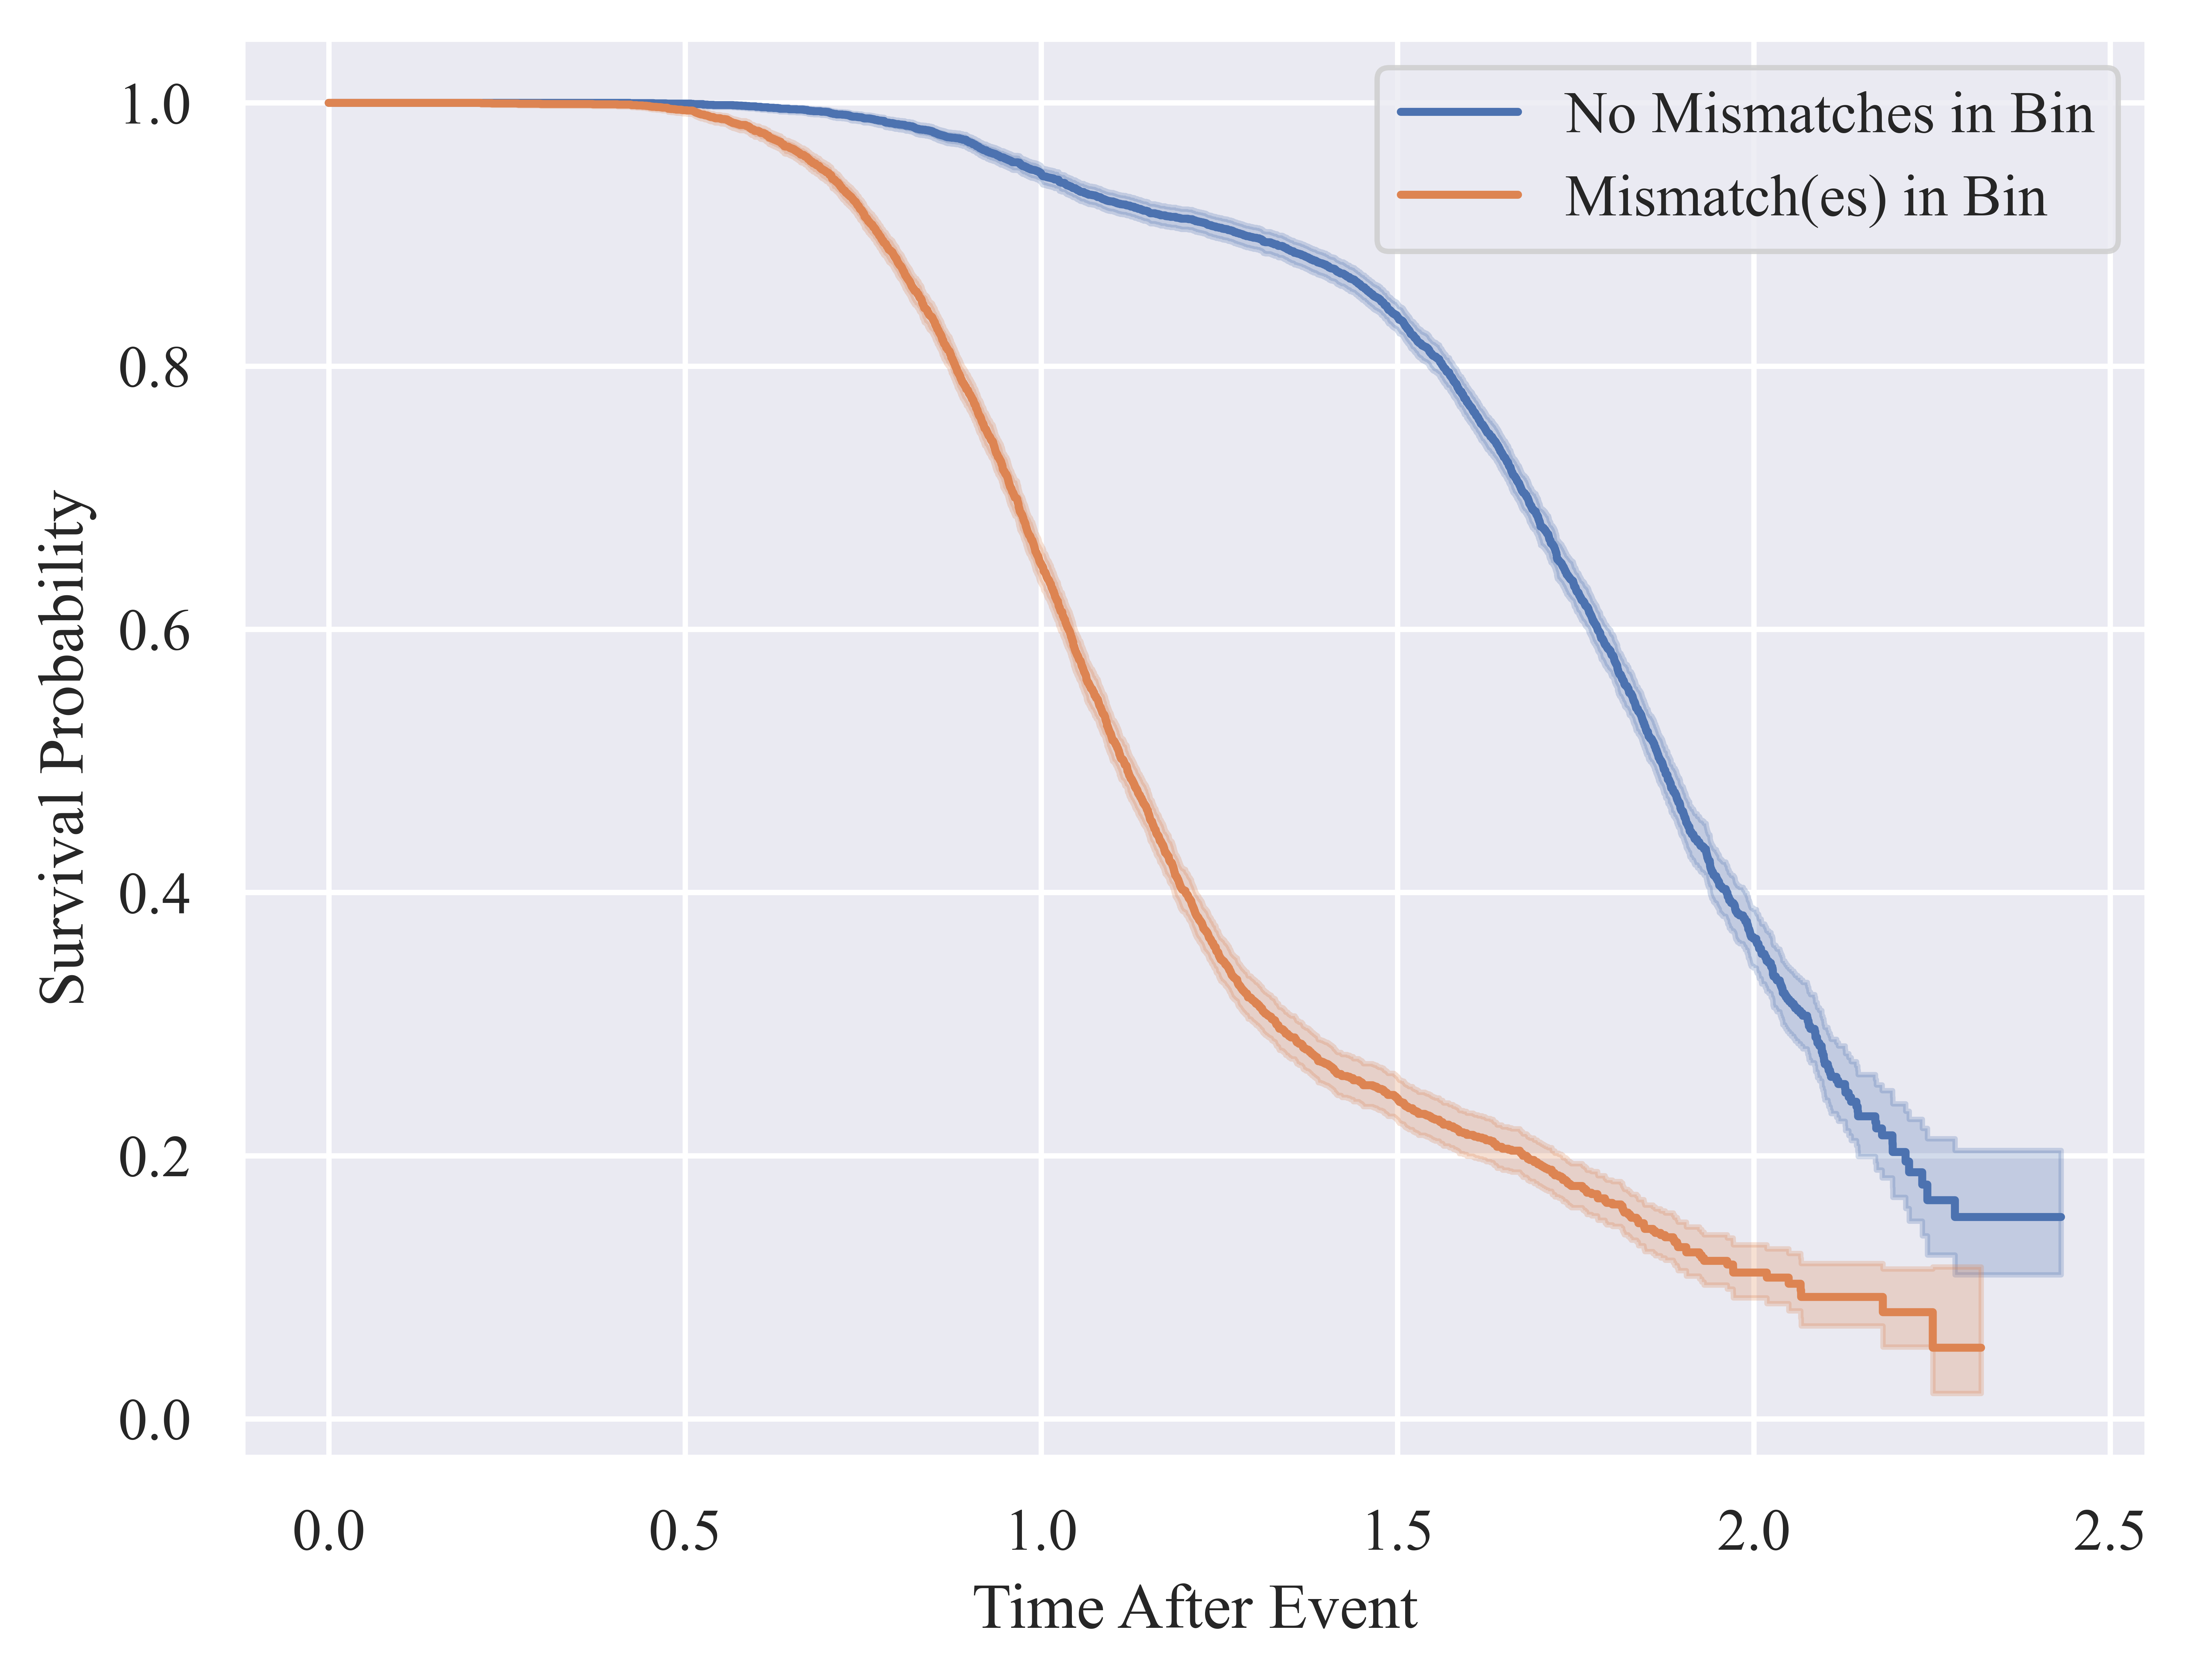 No Mismatches in Bin
Mismatch(es) in Bin
Survival Probability
1.0
0.8
0.6
0.4
0.2
0.0
0.0 0.5 1.0 1.5 2.0 2.5
Time After Event